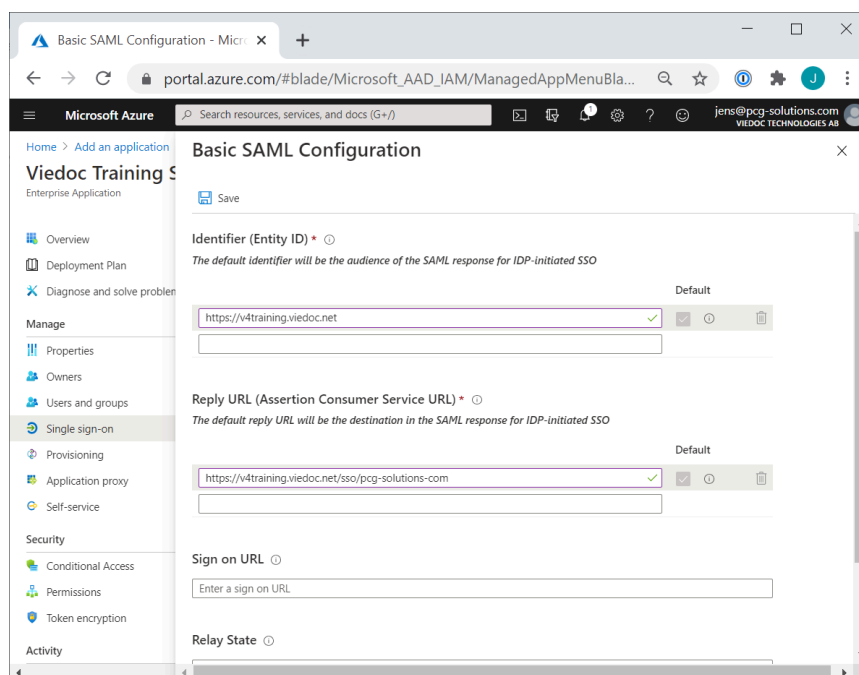 Basic SAML Configuration - Micr
portal.azure.com/#blade/Microsoft_AAD_IAM/ManagedAppMenuBla...
J
Microsoft Azure
Search resources, services, and docs (G+/)
1
jens@pcg-solutions.com
VIEDOC TECHNOLOGIES AB
Home > Add an application
Viedoc Training S
Enterprise Application
Overview
Deployment Plan
Diagnose and solve problem
Manage
Properties
Owners
Users and groups
Single sign-on
Provisioning
Application proxy
Self-service
Security
Conditional Access
Permissions
Token encryption
Activity
Basic SAML Configuration
Save
Identifier (Entity ID) *
The default identifier will be the audience of the SAML response for IDP-initiated SSO
Default
https://v4training.viedoc.net
Reply URL (Assertion Consumer Service URL) *
The default reply URL will be the destination in the SAML response for IDP-initiated SSO
Default
https://v4training.viedoc.net/sso/pcg-solutions-com
Sign on URL
Enter a sign on URL
Relay State